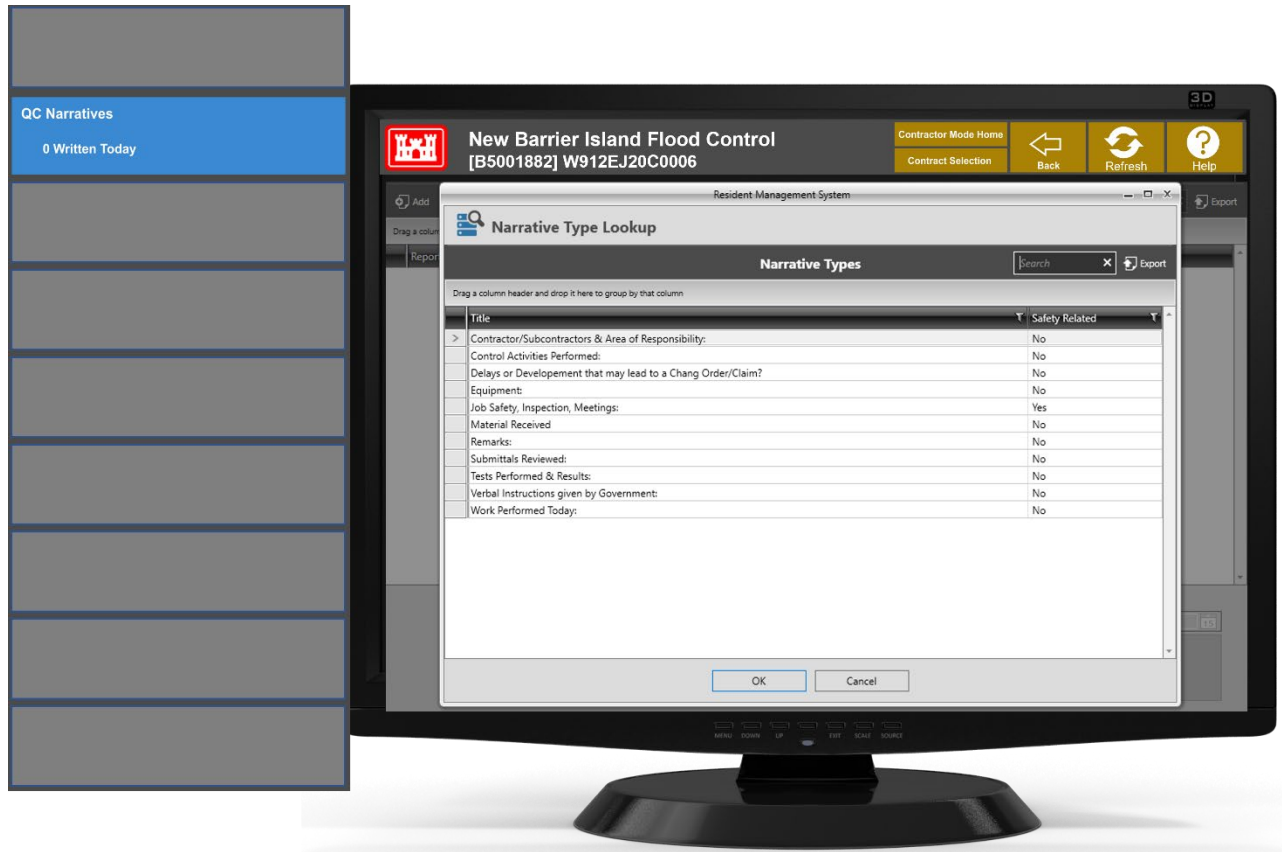 QC Narratives
0 Written Today
3D
New Barrier Island Flood Control
[B5001882] W912EJ20C0006
Contractor Mode Home
Contract Selection
Back
Refresh
Help
Add
Export
Drag a colum
Repor
Resident Management System
Narrative Type Lookup
Narrative Types
Search
Export
Drag a column header and drop it here to group by that column
Title Safety Related
Contractor/Subcontractors & Area of Responsibility: No
Control Activities Performed: No
Delays or Developement that may lead to a Chang Order/Claim? No
Equipment: No
Job Safety, Inspection, Meetings: Yes
Material Received No
Remarks: No
Submittals Reviewed: No
Tests Performed & Results: No
Verbal Instructions given by Government: No
Work Performed Today: No
15
OK Cancel
MENU DOWN UP EXIT SCALE SOURCE